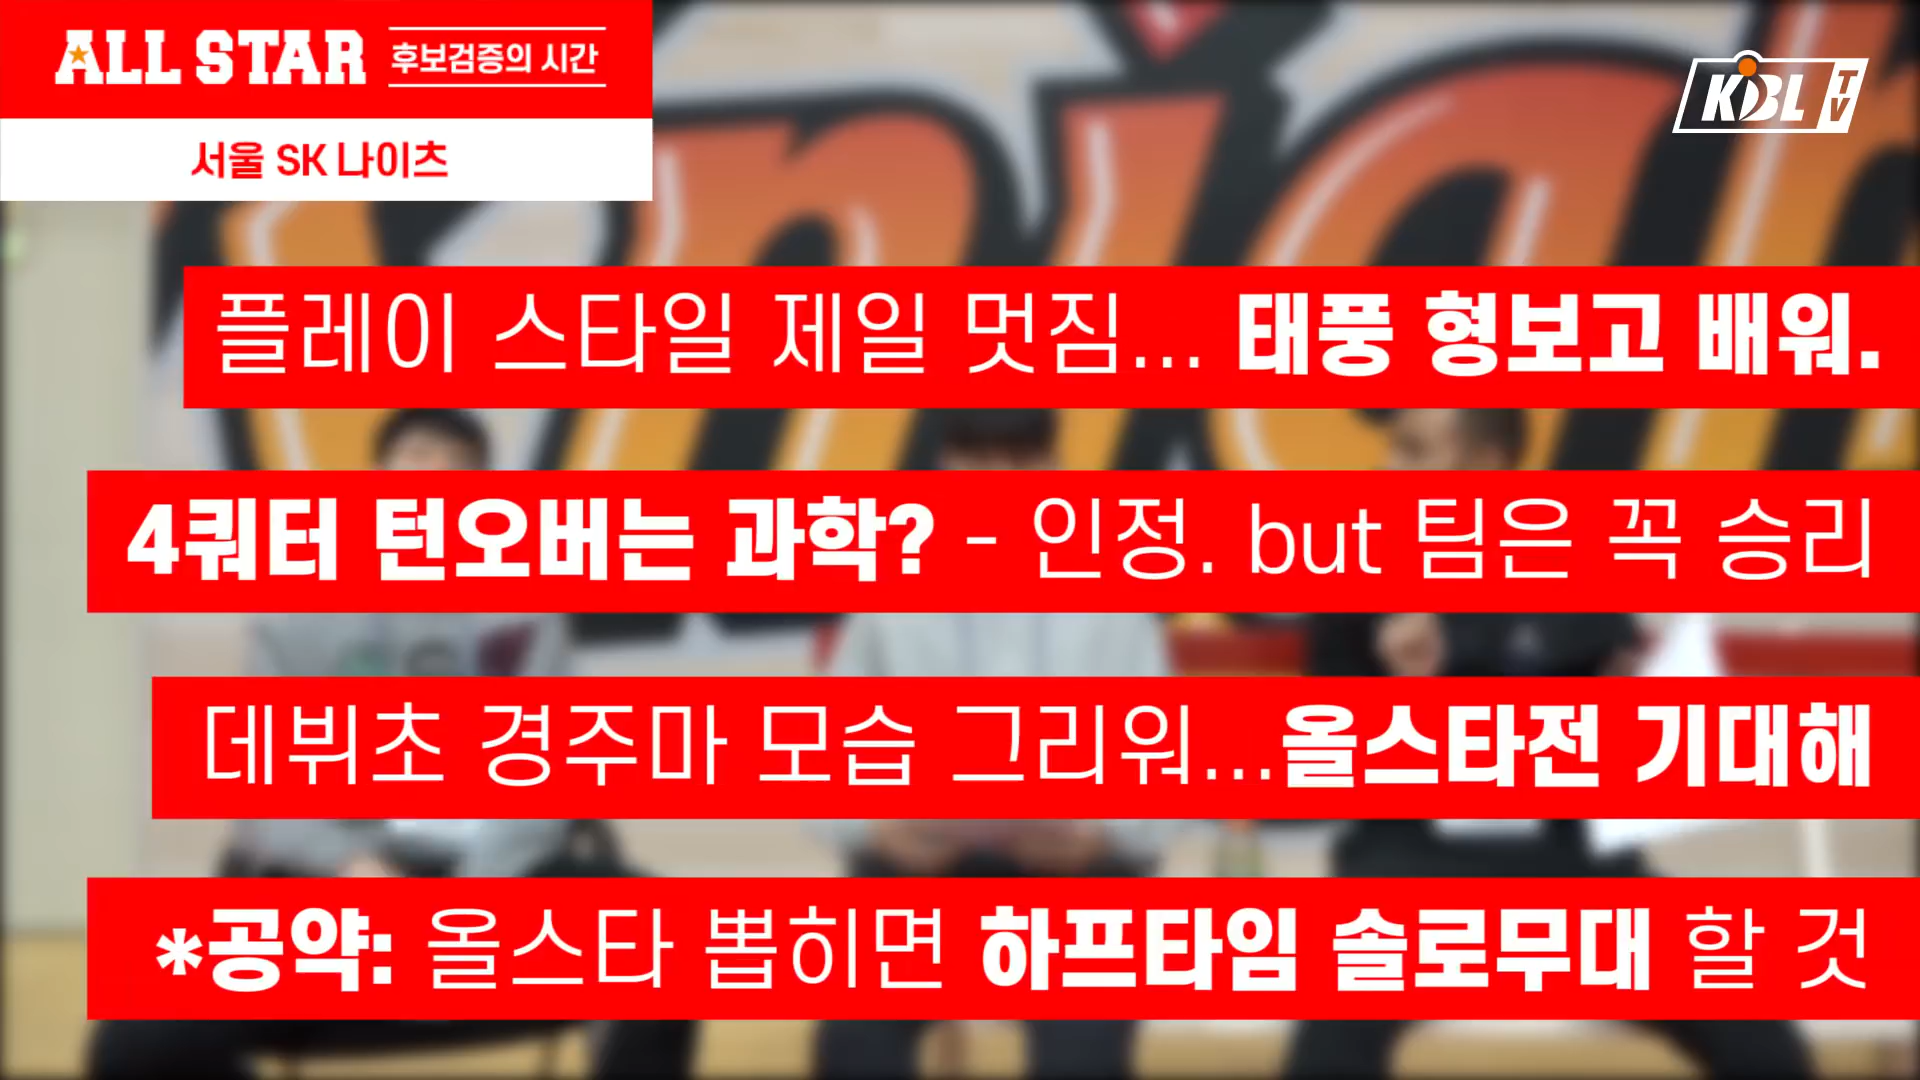 ALL STAR 후보검증의 시간
KBL TV
서울 SK 나이츠
플레이 스타일 제일 멋짐... 태풍 형보고 배워.
4쿼터 턴오버는 과학? - 인정. but 팀은 꼭 승리
데뷔초 경주마 모습 그리워...올스타전 기대해
*공약: 올스타 뽑히면 하프타임 솔로무대 할 것